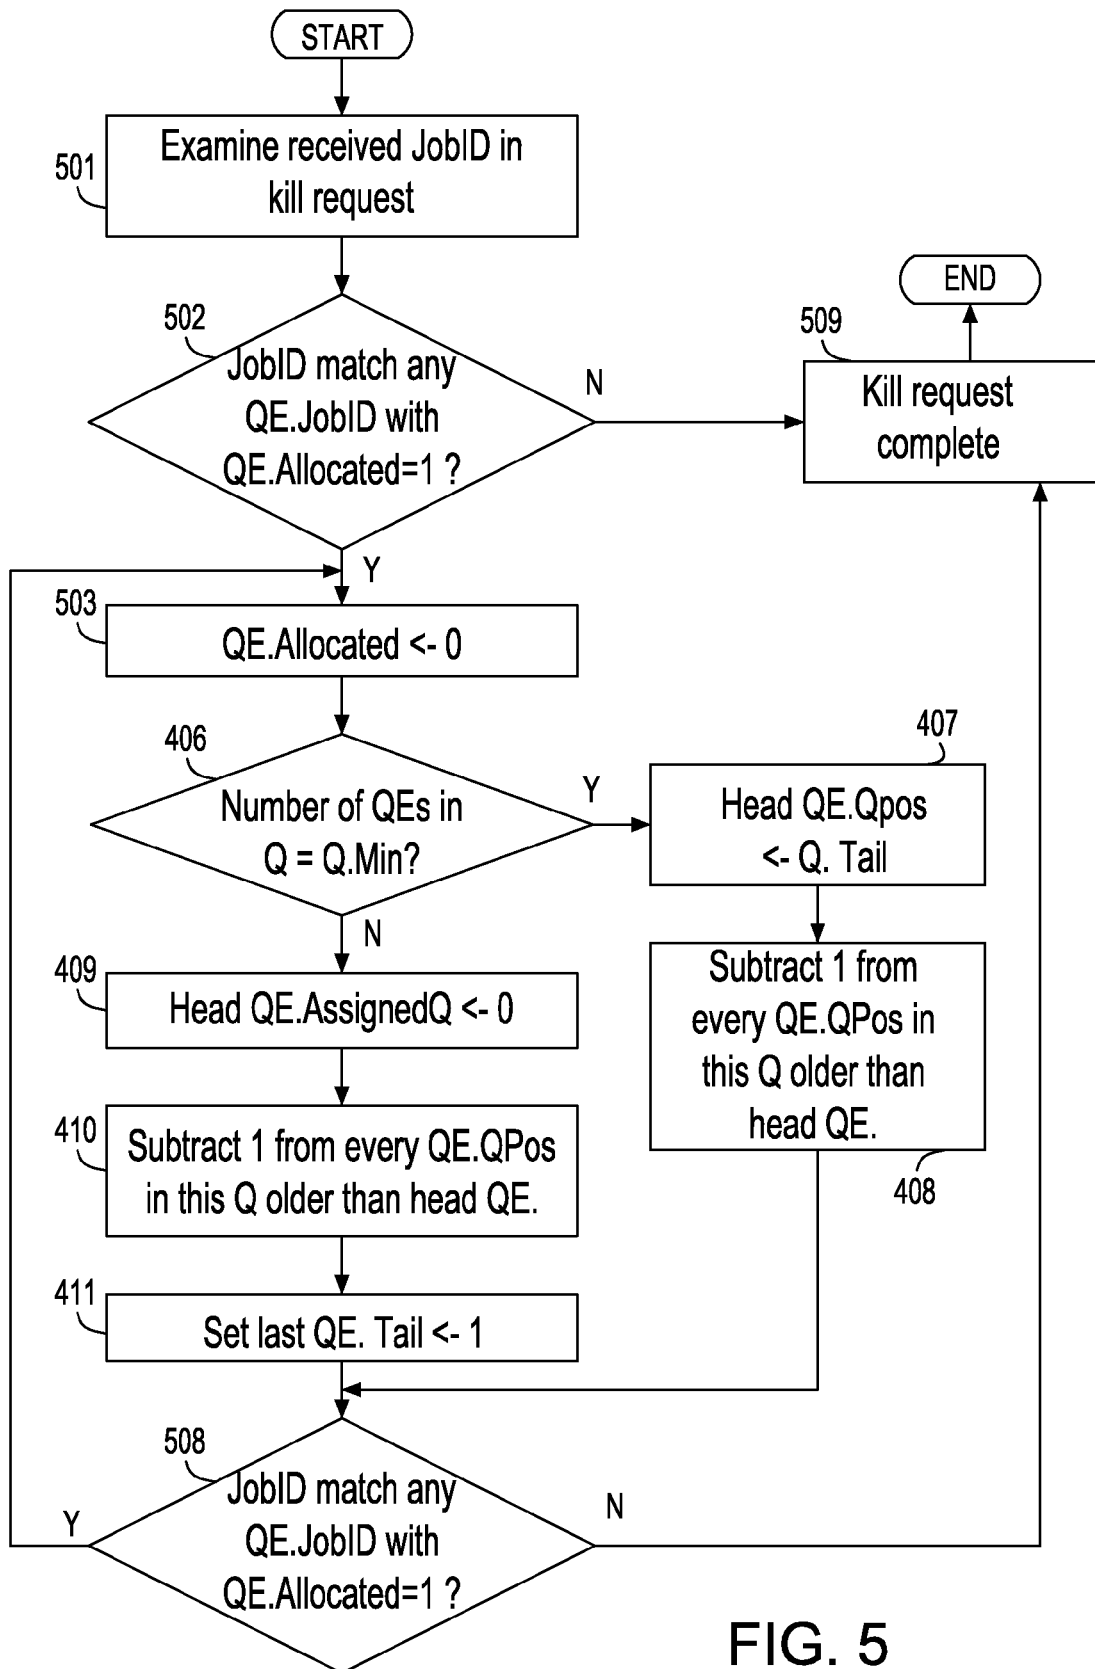 START
501
Examine received JobID in
kill request
502
JobID match any
QE.JobID with
QE.Allocated=1 ?
N
END
509
Kill request
complete
Y
503
QE.Allocated <- 0
406
Number of QEs in
Q = Q.Min?
Y
407
Head QE.Qpos
<- Q. Tail
N
409
Head QE.AssignedQ <- 0
Subtract 1 from
every QE.QPos in
this Q older than
head QE.
408
410
Subtract 1 from every QE.QPos
in this Q older than head QE.
411
Set last QE. Tail <- 1
508
JobID match any
QE.JobID with
QE.Allocated=1 ?
Y
N
FIG. 5